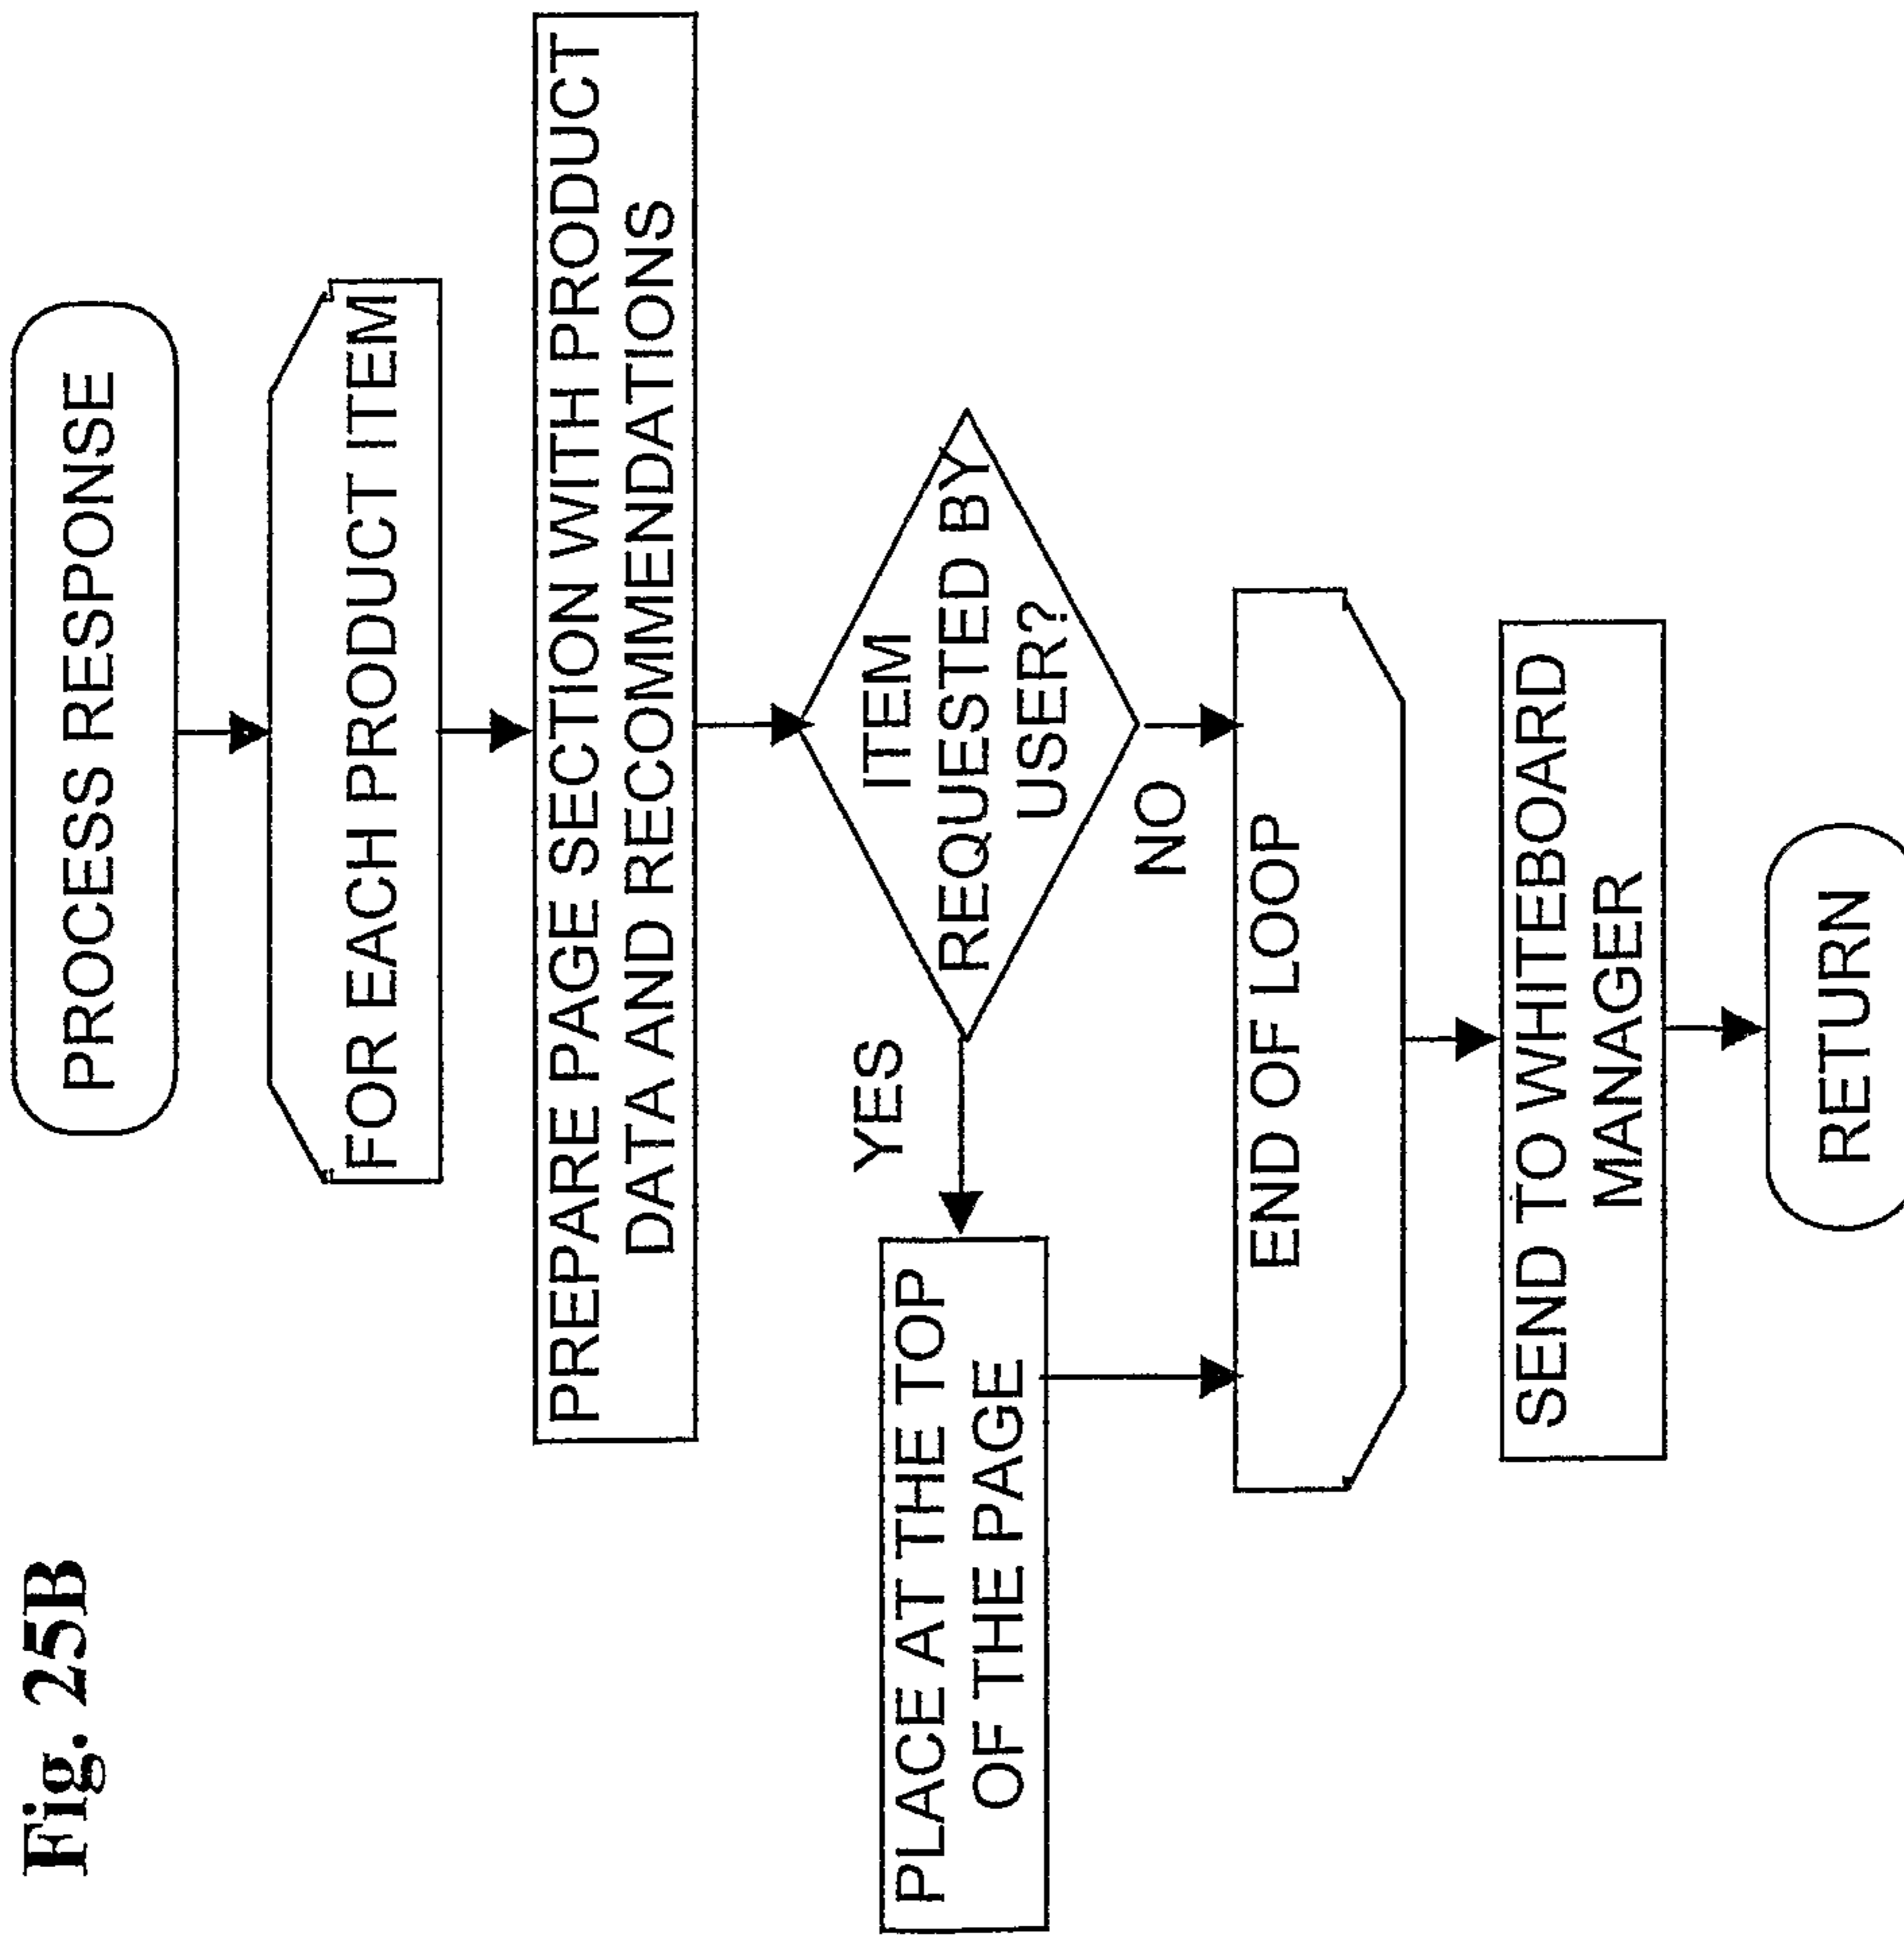 Fig. 25B
PROCESS RESPONSE
FOR EACH PRODUCT ITEM
PREPARE PAGE SECTION WITH PRODUCT
DATA AND RECOMMENDATIONS
ITEM
REQUESTED BY
USER?
YES
NO
PLACE AT THE TOP
OF THE PAGE
END OF LOOP
SEND TO WHITEBOARD
MANAGER
RETURN